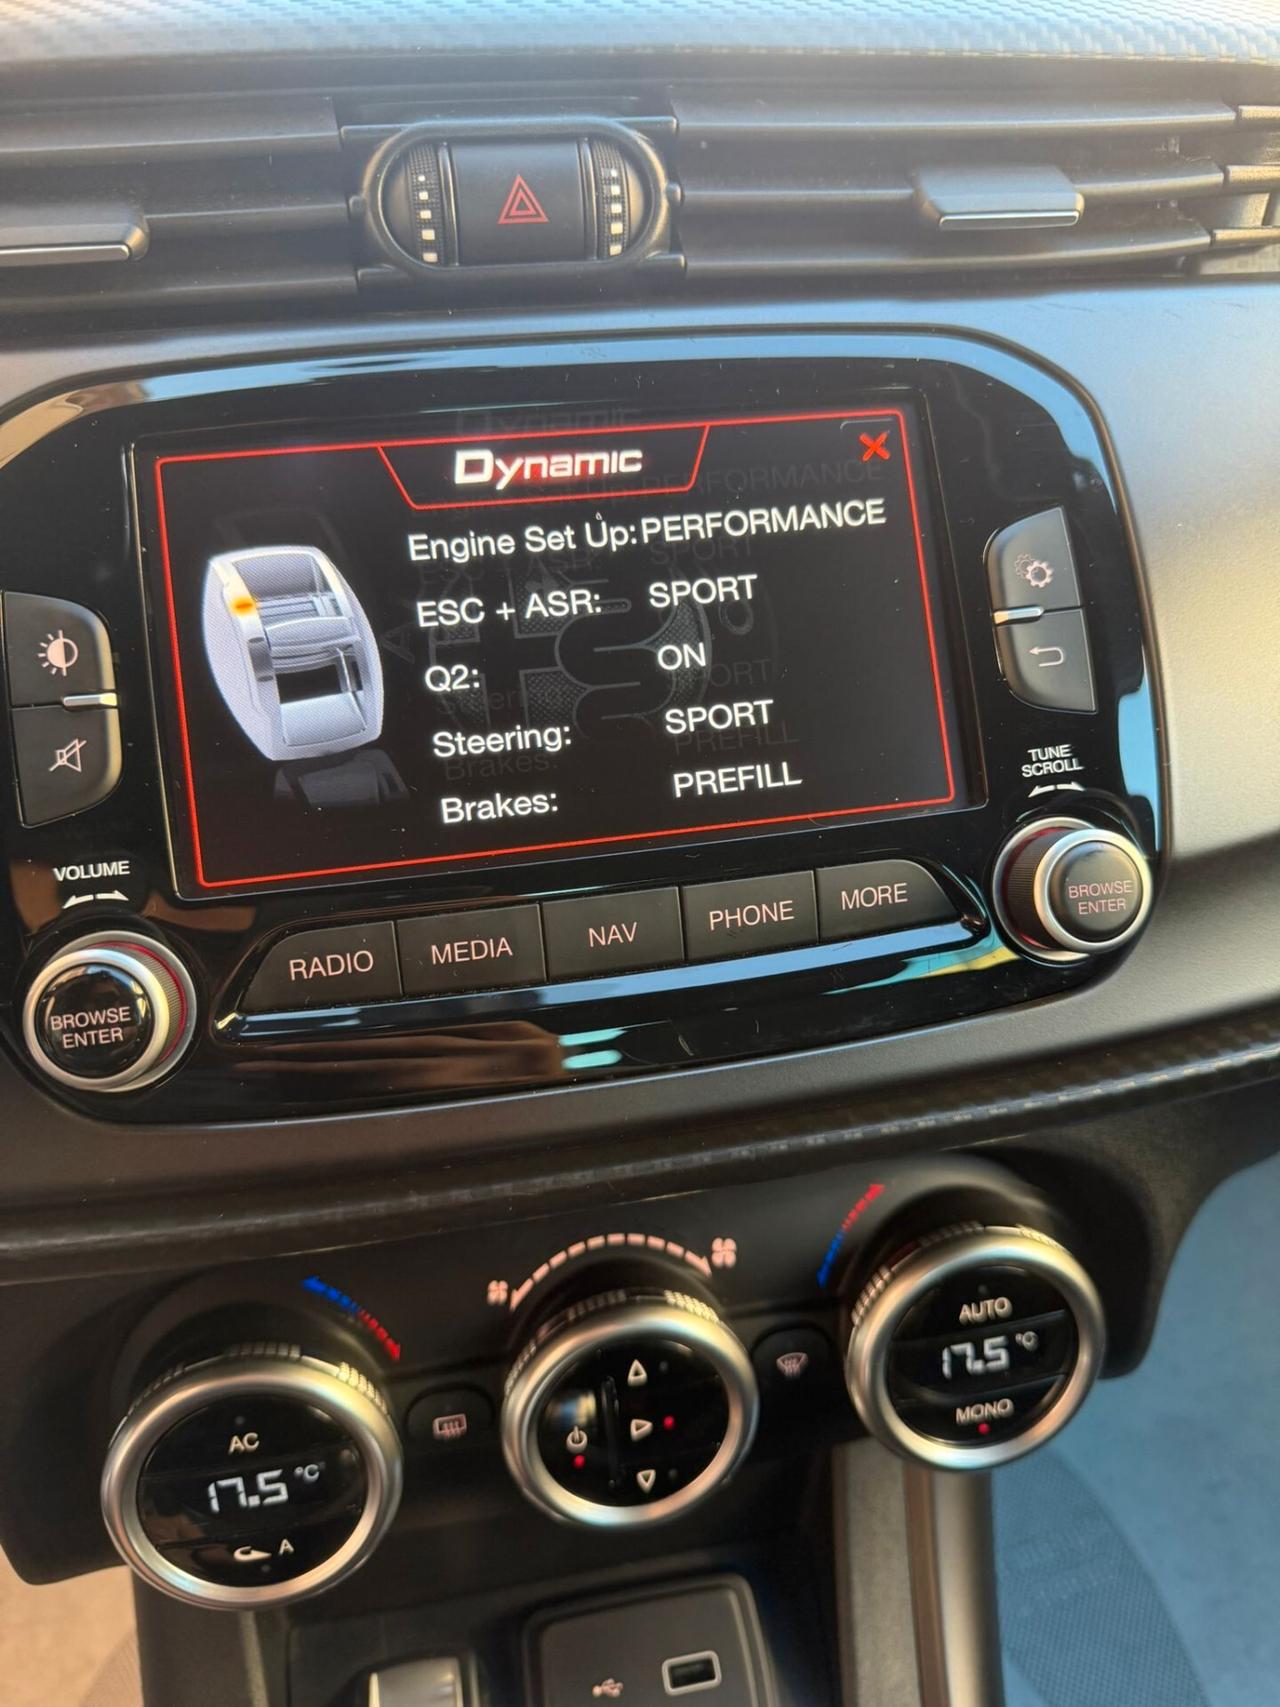 Dynamic
Engine Set Up: PERFORMANCE
ESC + ASR: SPORT
Q2: ON
Steering: SPORT
Brakes: PREFILL
TUNE
SCROLL
VOLUME
BROWSE
ENTER
RADIO
MEDIA
NAV
PHONE
MORE
BROWSE
ENTER
AUTO
17.5 °C
MONO
AC
17.5 °C
A